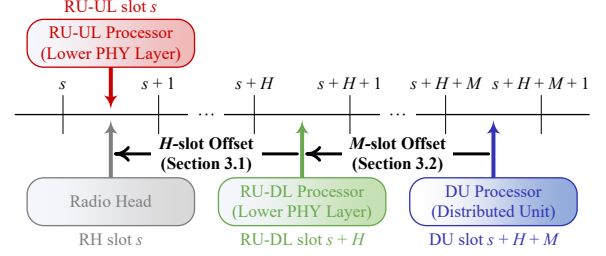 RU-UL slot s
RU-UL Processor
(Lower PHY Layer)
s
s + 1
s + H
s + H + 1
s + H + M
s + H + M + 1
...
...
H-slot Offset
(Section 3.1)
M-slot Offset
(Section 3.2)
Radio Head
RU-DL Processor
(Lower PHY Layer)
DU Processor
(Distributed Unit)
RH slot s
RU-DL slot s + H
DU slot s + H + M